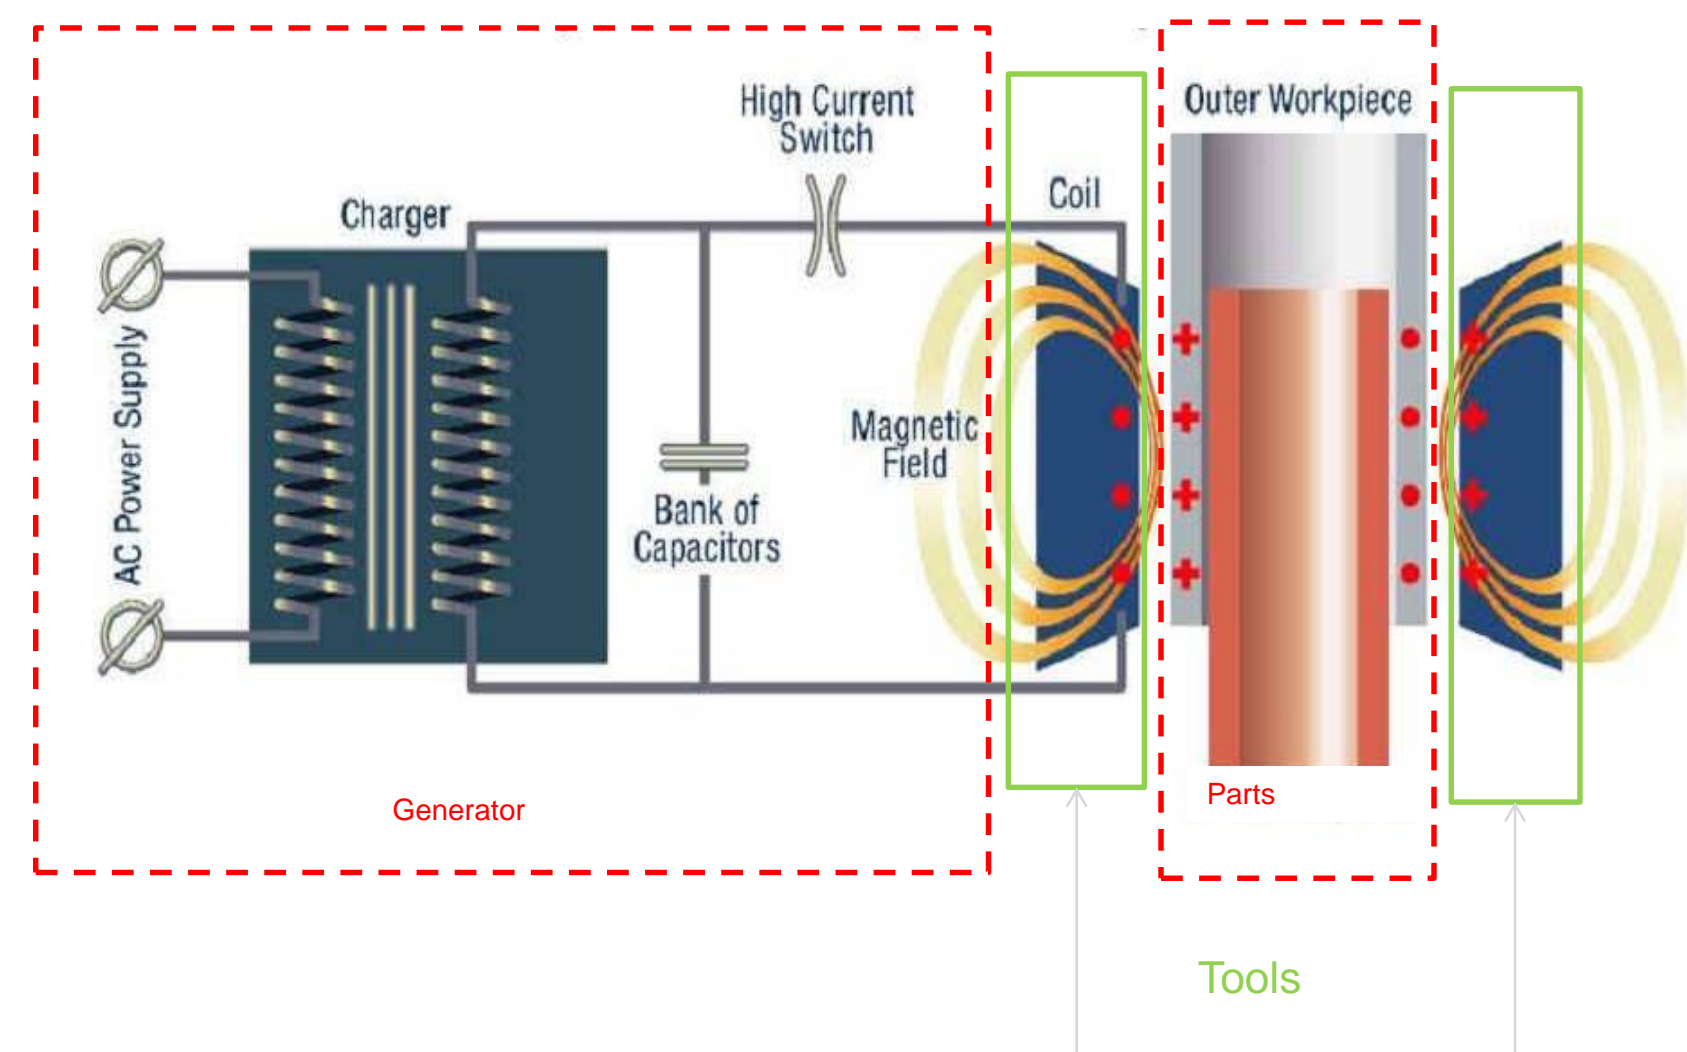 High Current
Switch
Outer Workpiece
Coil
Charger
AC Power Supply
Magnetic
Field
Bank of
Capacitors
Generator
Parts
Tools